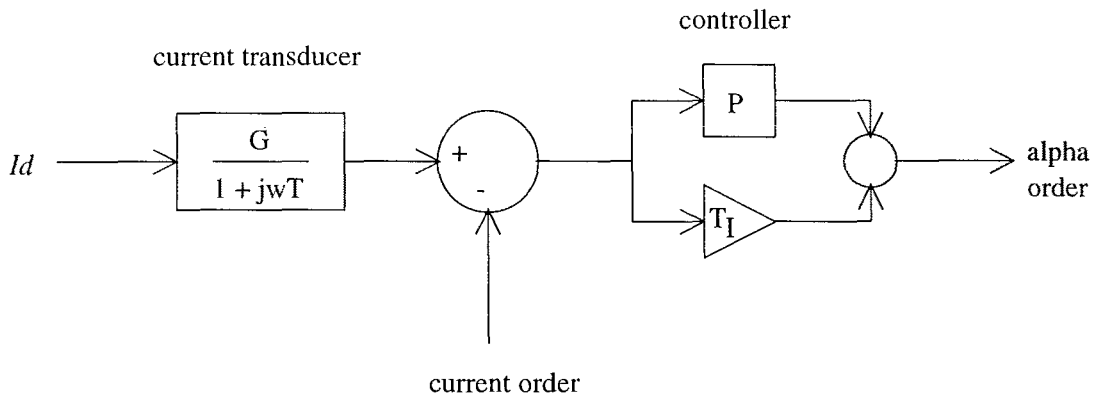 controller
current transducer
P
G
1 + jwT
Id
+
-
alpha
order
T_I
current order